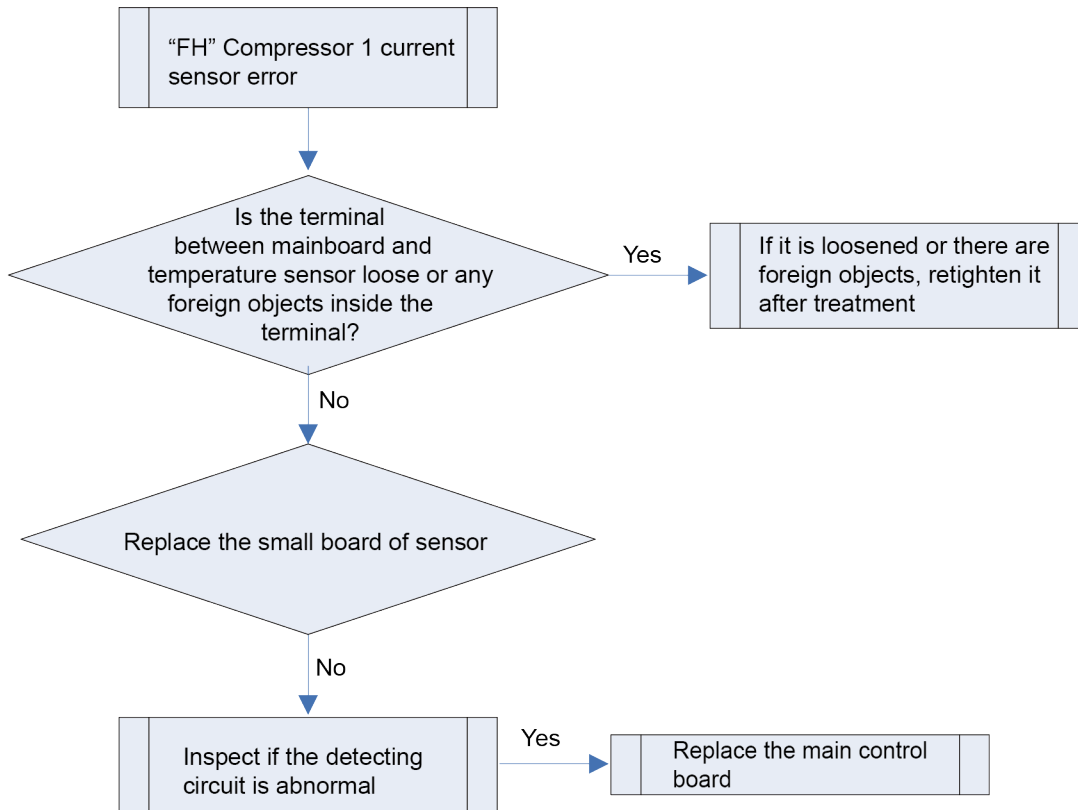 “FH” Compressor 1 current
sensor error
Is the terminal
between mainboard and
temperature sensor loose or any
foreign objects inside the
terminal?
Yes
If it is loosened or there are
foreign objects, retighten it
after treatment
No
Replace the small board of sensor
No
Inspect if the detecting
circuit is abnormal
Yes
Replace the main control
board